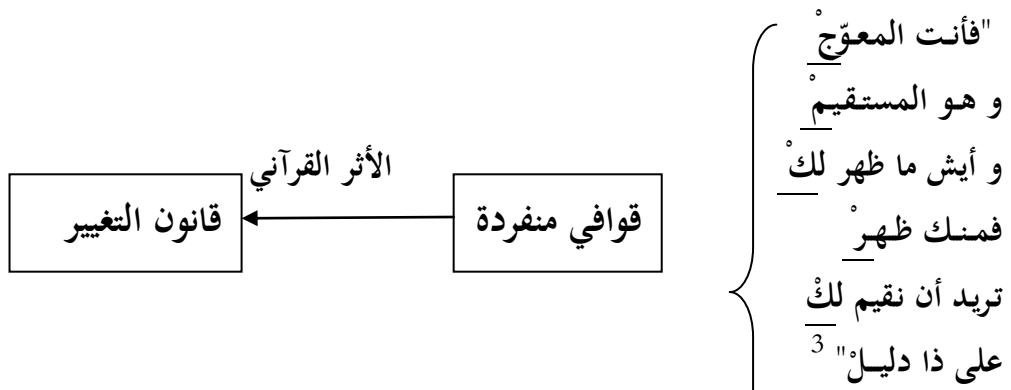 "فأنت المعوّجْ
و هو المستقيمْ
و أيش ما ظهر لكْ
فمنك ظهرْ
تريد أن نقيم لكْ
على ذا دليلْ" 3
قوافي منفردة
الأثر القرآني
قانون التغيير